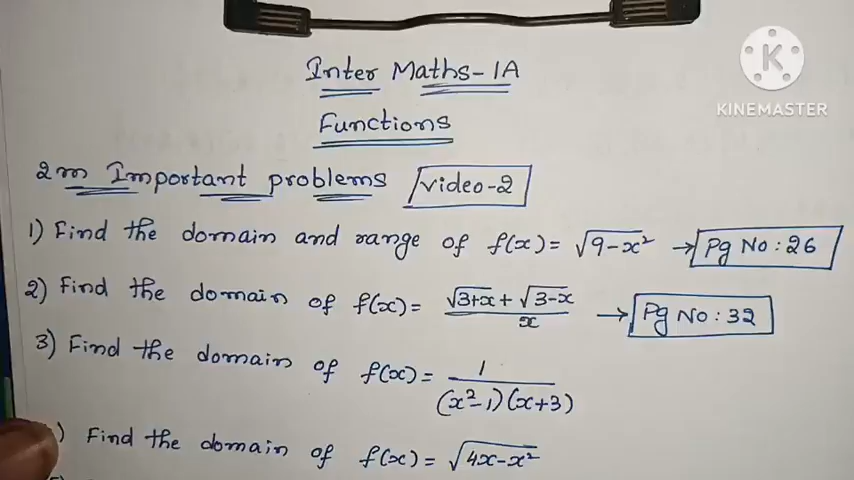 Inter Maths-1A
K
KINEMASTER
Functions
2m Important problems video-2
1) Find the domain and range of f(x) = √9-x² → Pg No : 26
2) Find the domain of f(x) = √3+x + √3-x / x → Pg No : 32
3) Find the domain of f(x) = 1 / (x²-1)(x+3)
) Find the domain of f(x) = √4x-x²